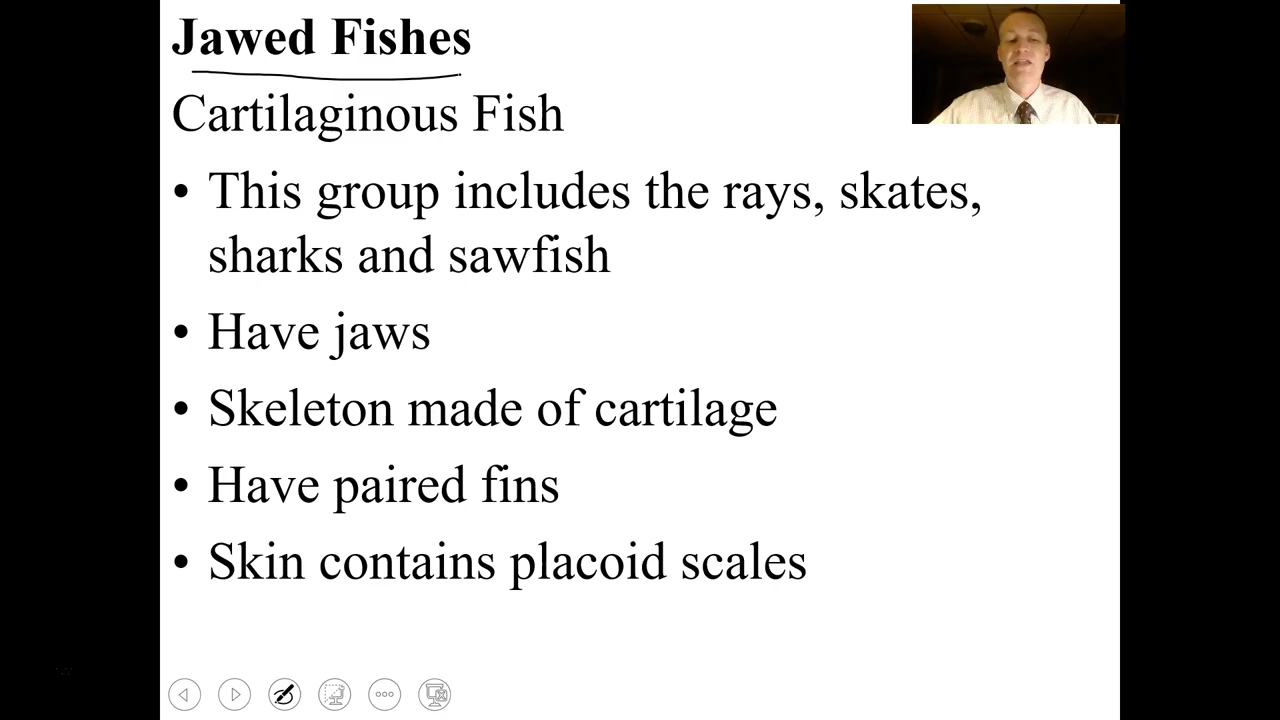 Jawed Fishes
Cartilaginous Fish
• This group includes the rays, skates,
sharks and sawfish
• Have jaws
• Skeleton made of cartilage
• Have paired fins
• Skin contains placoid scales